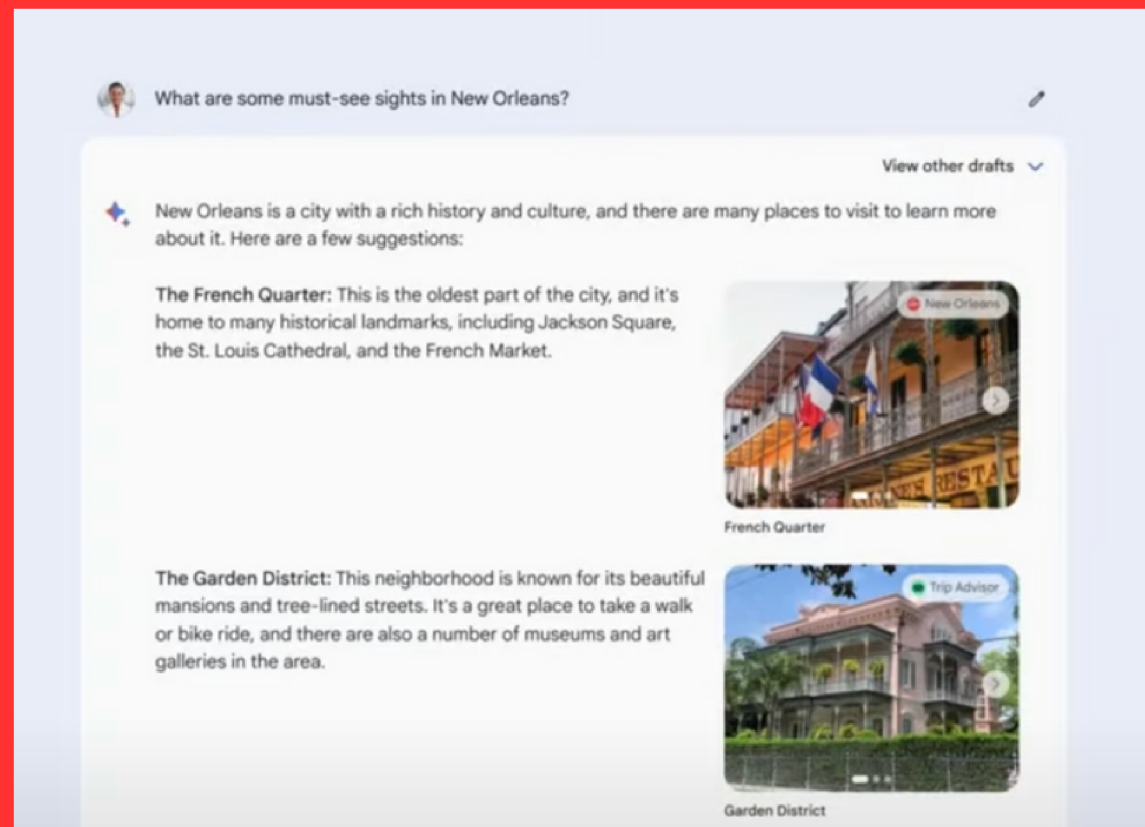 What are some must-see sights in New Orleans?
View other drafts
New Orleans is a city with a rich history and culture, and there are many places to visit to learn more
about it. Here are a few suggestions:
The French Quarter: This is the oldest part of the city, and it's
home to many historical landmarks, including Jackson Square,
the St. Louis Cathedral, and the French Market.
New Orleans
French Quarter
The Garden District: This neighborhood is known for its beautiful
mansions and tree-lined streets. It's a great place to take a walk
or bike ride, and there are also a number of museums and art
galleries in the area.
Trip Advisor
Garden District